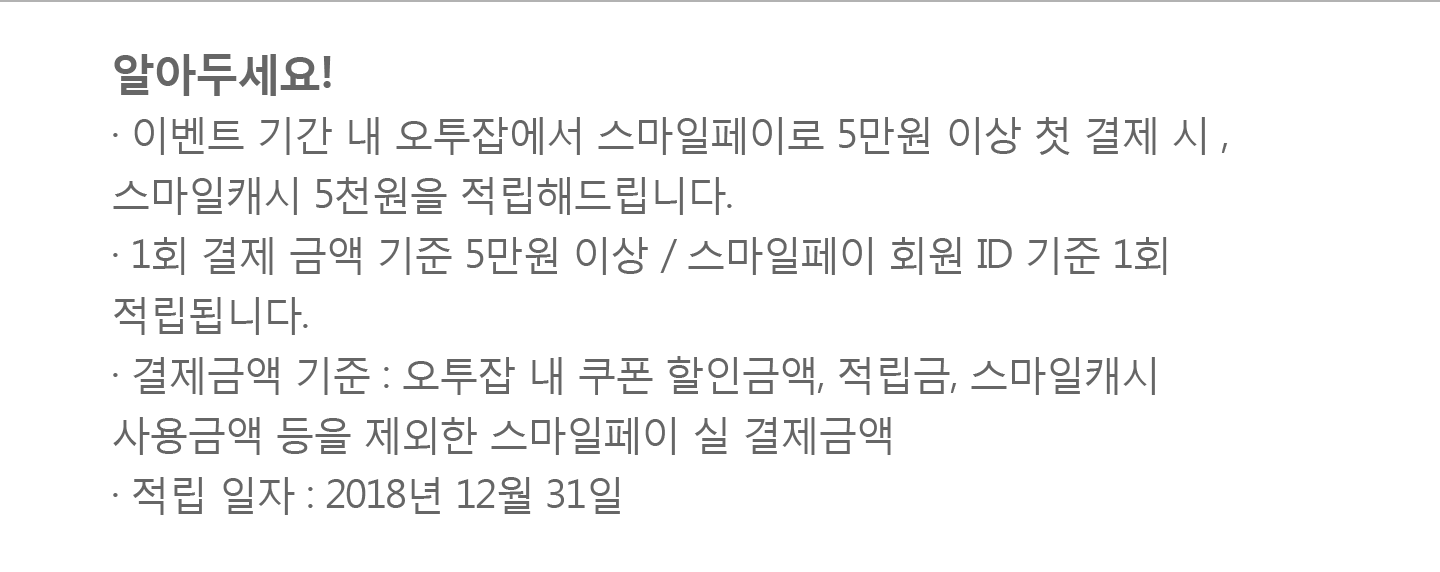 알아두세요!
· 이벤트 기간 내 오투잡에서 스마일페이로 5만원 이상 첫 결제 시 ,
스마일캐시 5천원을 적립해드립니다.
· 1회 결제 금액 기준 5만원 이상 / 스마일페이 회원 ID 기준 1회
적립됩니다.
· 결제금액 기준 : 오투잡 내 쿠폰 할인금액, 적립금, 스마일캐시
사용금액 등을 제외한 스마일페이 실 결제금액
· 적립 일자 : 2018년 12월 31일